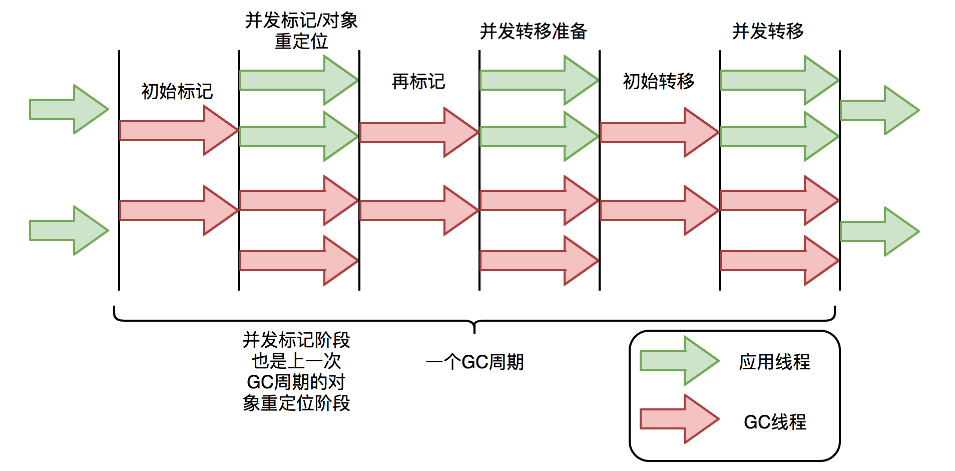 并发标记/对象
重定位
并发转移准备
并发转移
初始标记
再标记
初始转移
并发标记阶段
也是上一次
GC周期的对
象重定位阶段
一个GC周期
应用线程
GC线程